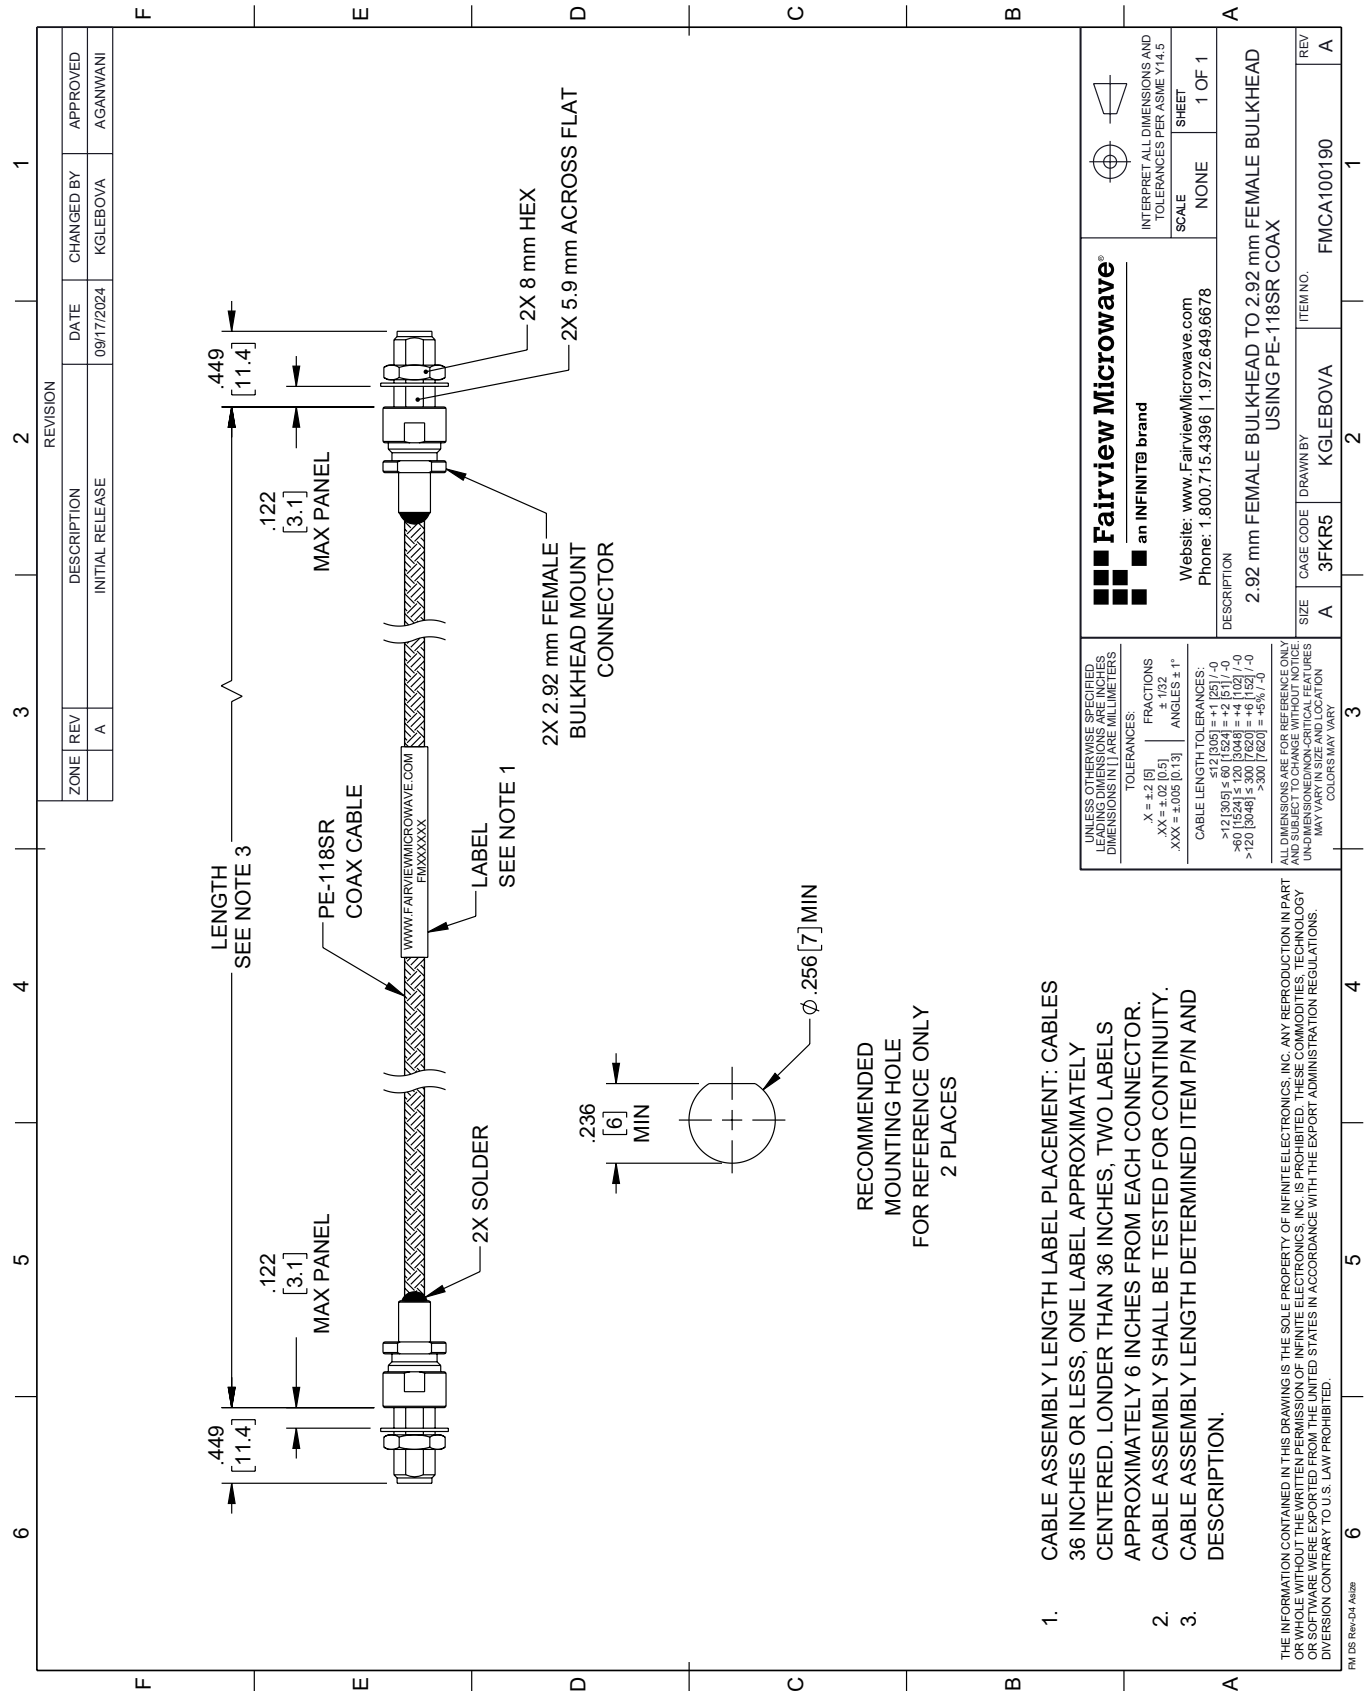 6
5
4
3
2
1
F
E
D
C
B
A
REVISION
ZONE
REV
DESCRIPTION
DATE
CHANGED BY
APPROVED
A
INITIAL RELEASE
09/17/2024
KGLEBOVA
AGANWANI
.449
[11.4]
LENGTH
SEE NOTE 3
.449
[11.4]
.122
[3.1]
MAX PANEL
PE-118SR
COAX CABLE
.122
[3.1]
MAX PANEL
WWW.FAIRVIEWMICROWAVE.COM
FMXXXXXX
2X SOLDER
LABEL
SEE NOTE 1
2X 2.92 mm FEMALE
BULKHEAD MOUNT
CONNECTOR
2X 8 mm HEX
2X 5.9 mm ACROSS FLAT
.236
[6]
MIN
Ø .256 [7] MIN
RECOMMENDED
MOUNTING HOLE
FOR REFERENCE ONLY
2 PLACES
1. CABLE ASSEMBLY LENGTH LABEL PLACEMENT: CABLES
36 INCHES OR LESS, ONE LABEL APPROXIMATELY
CENTERED. LONDER THAN 36 INCHES, TWO LABELS
APPROXIMATELY 6 INCHES FROM EACH CONNECTOR.
2. CABLE ASSEMBLY SHALL BE TESTED FOR CONTINUITY.
3. CABLE ASSEMBLY LENGTH DETERMINED ITEM P/N AND
DESCRIPTION.
THE INFORMATION CONTAINED IN THIS DRAWING IS THE SOLE PROPERTY OF INFINITE ELECTRONICS, INC. ANY REPRODUCTION IN PART
OR WHOLE WITHOUT THE WRITTEN PERMISSION OF INFINITE ELECTRONICS, INC. IS PROHIBITED. THESE COMMODITIES, TECHNOLOGY
OR SOFTWARE WERE EXPORTED FROM THE UNITED STATES IN ACCORDANCE WITH THE EXPORT ADMINISTRATION REGULATIONS.
DIVERSION CONTRARY TO U.S. LAW PROHIBITED.
UNLESS OTHERWISE SPECIFIED
LEADING DIMENSIONS ARE INCHES
DIMENSIONS IN [ ] ARE MILLIMETERS
TOLERANCES:
.X = ±.2 [5]
.XX = ±.02 [0.5]
.XXX = ±.005 [0.13]
FRACTIONS
± 1/32
ANGLES ± 1°
CABLE LENGTH TOLERANCES:
≤12 [305] = +1 [25] / -0
>12 [305] ≤ 60 [1524] = +2 [51] / -0
>60 [1524] ≤ 120 [3048] = +4 [102] / -0
>120 [3048] ≤ 300 [7620] = +6 [152] / -0
>300 [7620] = +5% / -0
ALL DIMENSIONS ARE FOR REFERENCE ONLY
AND SUBJECT TO CHANGE WITHOUT NOTICE.
UN-DIMENSIONED/NON-CRITICAL FEATURES
MAY VARY IN SIZE AND LOCATION
COLORS MAY VARY
Fairview Microwave®
an INFINIT@ brand
Website: www.FairviewMicrowave.com
Phone: 1.800.715.4396 | 1.972.649.6678
INTERPRET ALL DIMENSIONS AND
TOLERANCES PER ASME Y14.5
SCALE
NONE
SHEET
1 OF 1
DESCRIPTION
2.92 mm FEMALE BULKHEAD TO 2.92 mm FEMALE BULKHEAD
USING PE-118SR COAX
SIZE
A
CAGE CODE
3FKR5
DRAWN BY
KGLEBOVA
ITEM NO.
FMCA100190
REV
A
F
E
D
C
B
A
6
5
4
3
2
1
FM DS Rev-D4 Asize